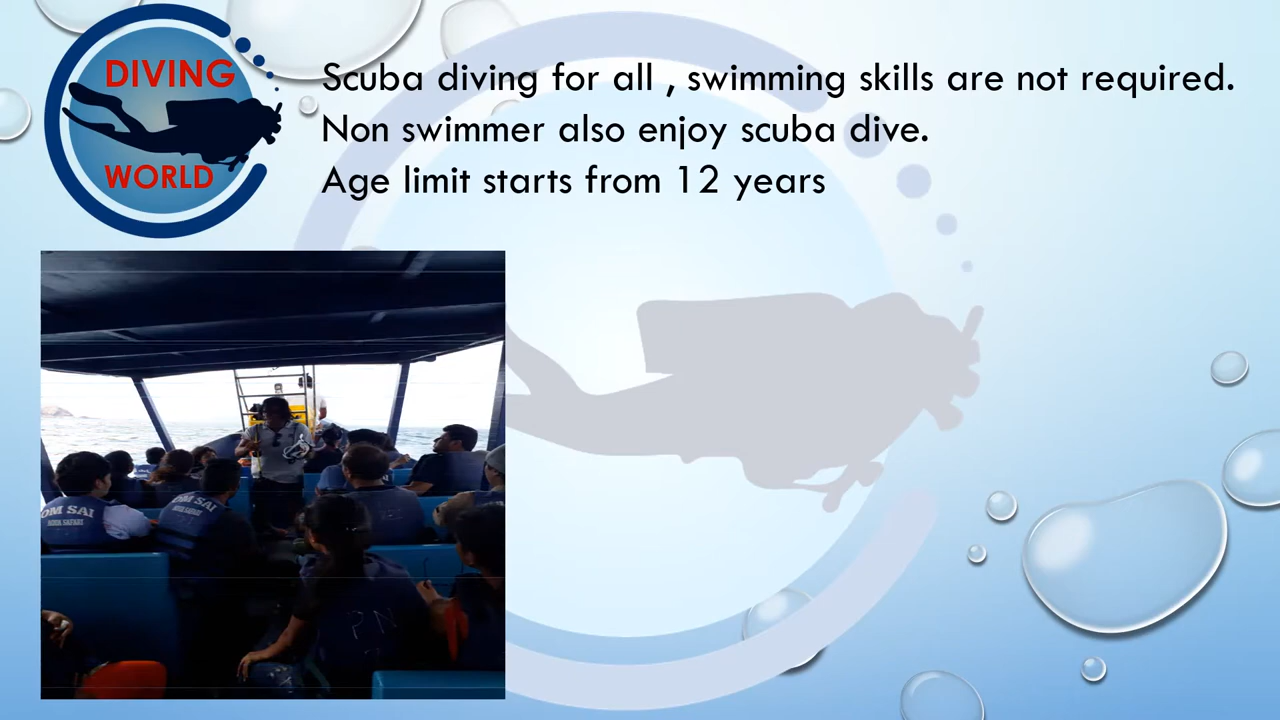 DIVING
WORLD
Scuba diving for all , swimming skills are not required.
Non swimmer also enjoy scuba dive.
Age limit starts from 12 years
OM SAI
OM SAI
PN